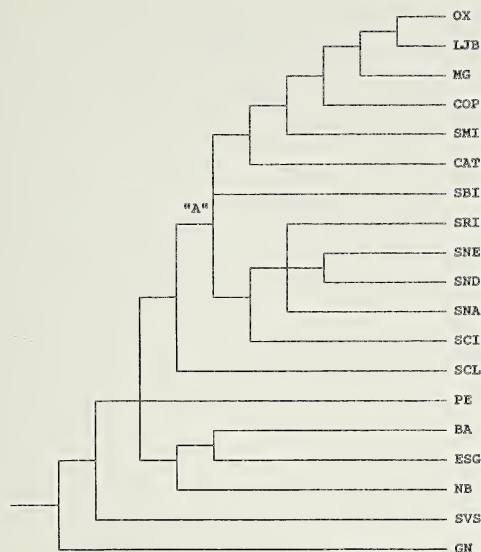 OX
LJB
MG
COP
SMI
CAT
SBI
"A"
SRI
SNE
SND
SNA
SCI
SCL
PE
BA
ESG
NB
SVS
GN